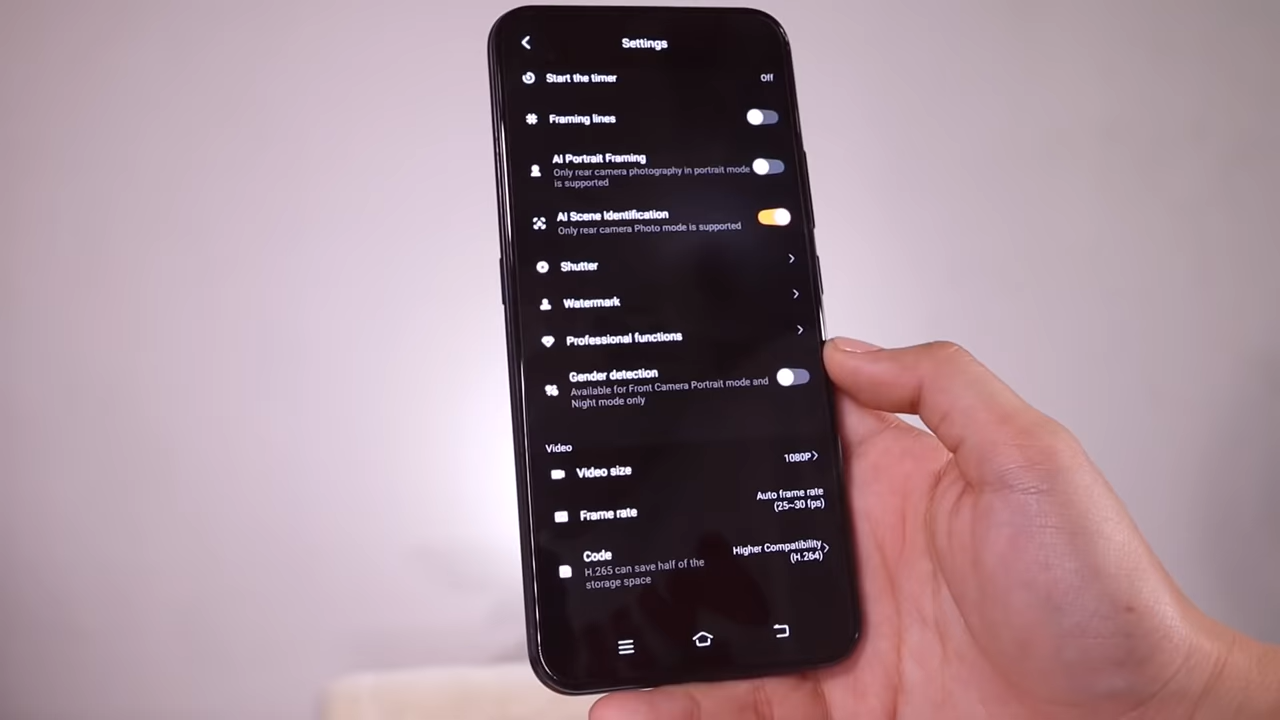 Settings
Start the timer
Off
Framing lines
AI Portrait Framing
Only rear camera photography in portrait mode
is supported
AI Scene Identification
Only rear camera Photo mode is supported
Shutter
Watermark
Professional functions
Gender detection
Available for Front Camera Portrait mode and
Night mode only
Video
Video size
1080P
Frame rate
Auto frame rate
(25~30 fps)
Code
H.265 can save half of the
storage space
Higher Compatibility
(H.264)